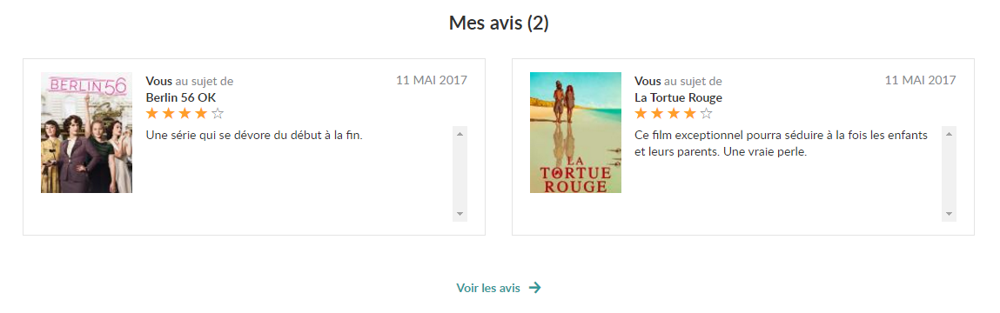 Mes avis (2)
BERLIN 56
Vous au sujet de
11 MAI 2017
Berlin 56 OK
Une série qui se dévore du début à la fin.
LA
TORTUE
ROUGE
Vous au sujet de
11 MAI 2017
La Tortue Rouge
Ce film exceptionnel pourra séduire à la fois les enfants
et leurs parents. Une vraie perle.
Voir les avis